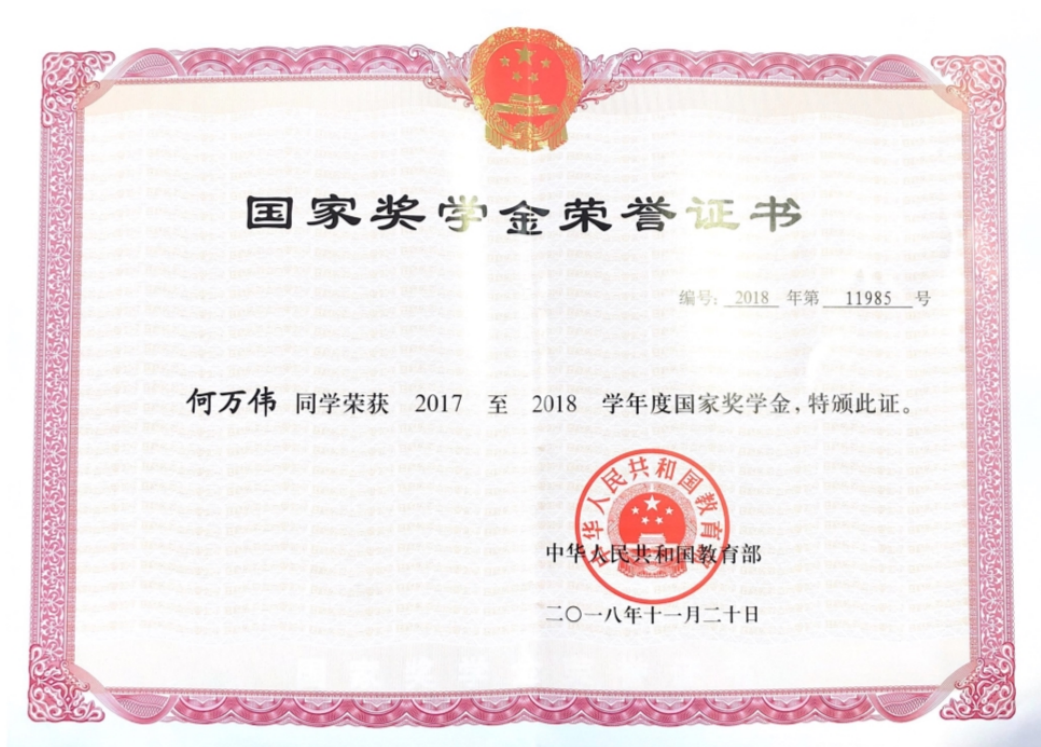 国家奖学金荣誉证书
编号: 2018 年第 11985 号
何万伟 同学荣获 2017 至 2018 学年度国家奖学金,特颁此证。
中华人民共和国教育部
中华人民共和国教育部
二〇一八年十一月二十日